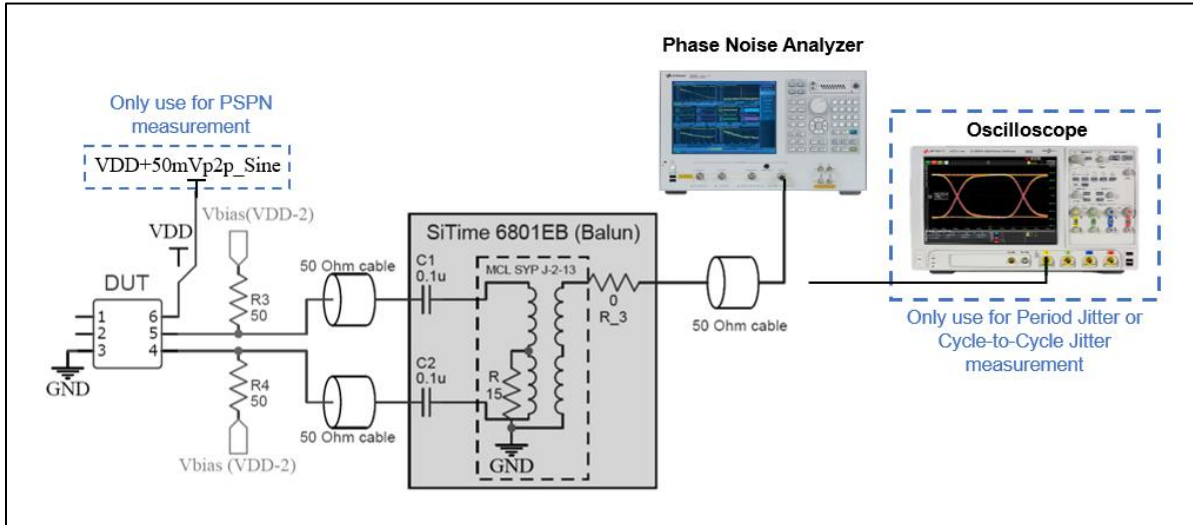 Phase Noise Analyzer
Only use for PSPN
measurement
VDD+50mVp2p_Sine
Oscilloscope
Vbias(VDD-2)
VDD
SiTime 6801EB (Balun)
50 Ohm cable
C1
0.1u
MCL SYP J-2-13
DUT
R3
50
1
2
3
6
5
4
0
R_3
50 Ohm cable
Only use for Period Jitter or
Cycle-to-Cycle Jitter
measurement
GND
R4
50
C2
0.1u
R
15
50 Ohm cable
GND
Vbias (VDD-2)